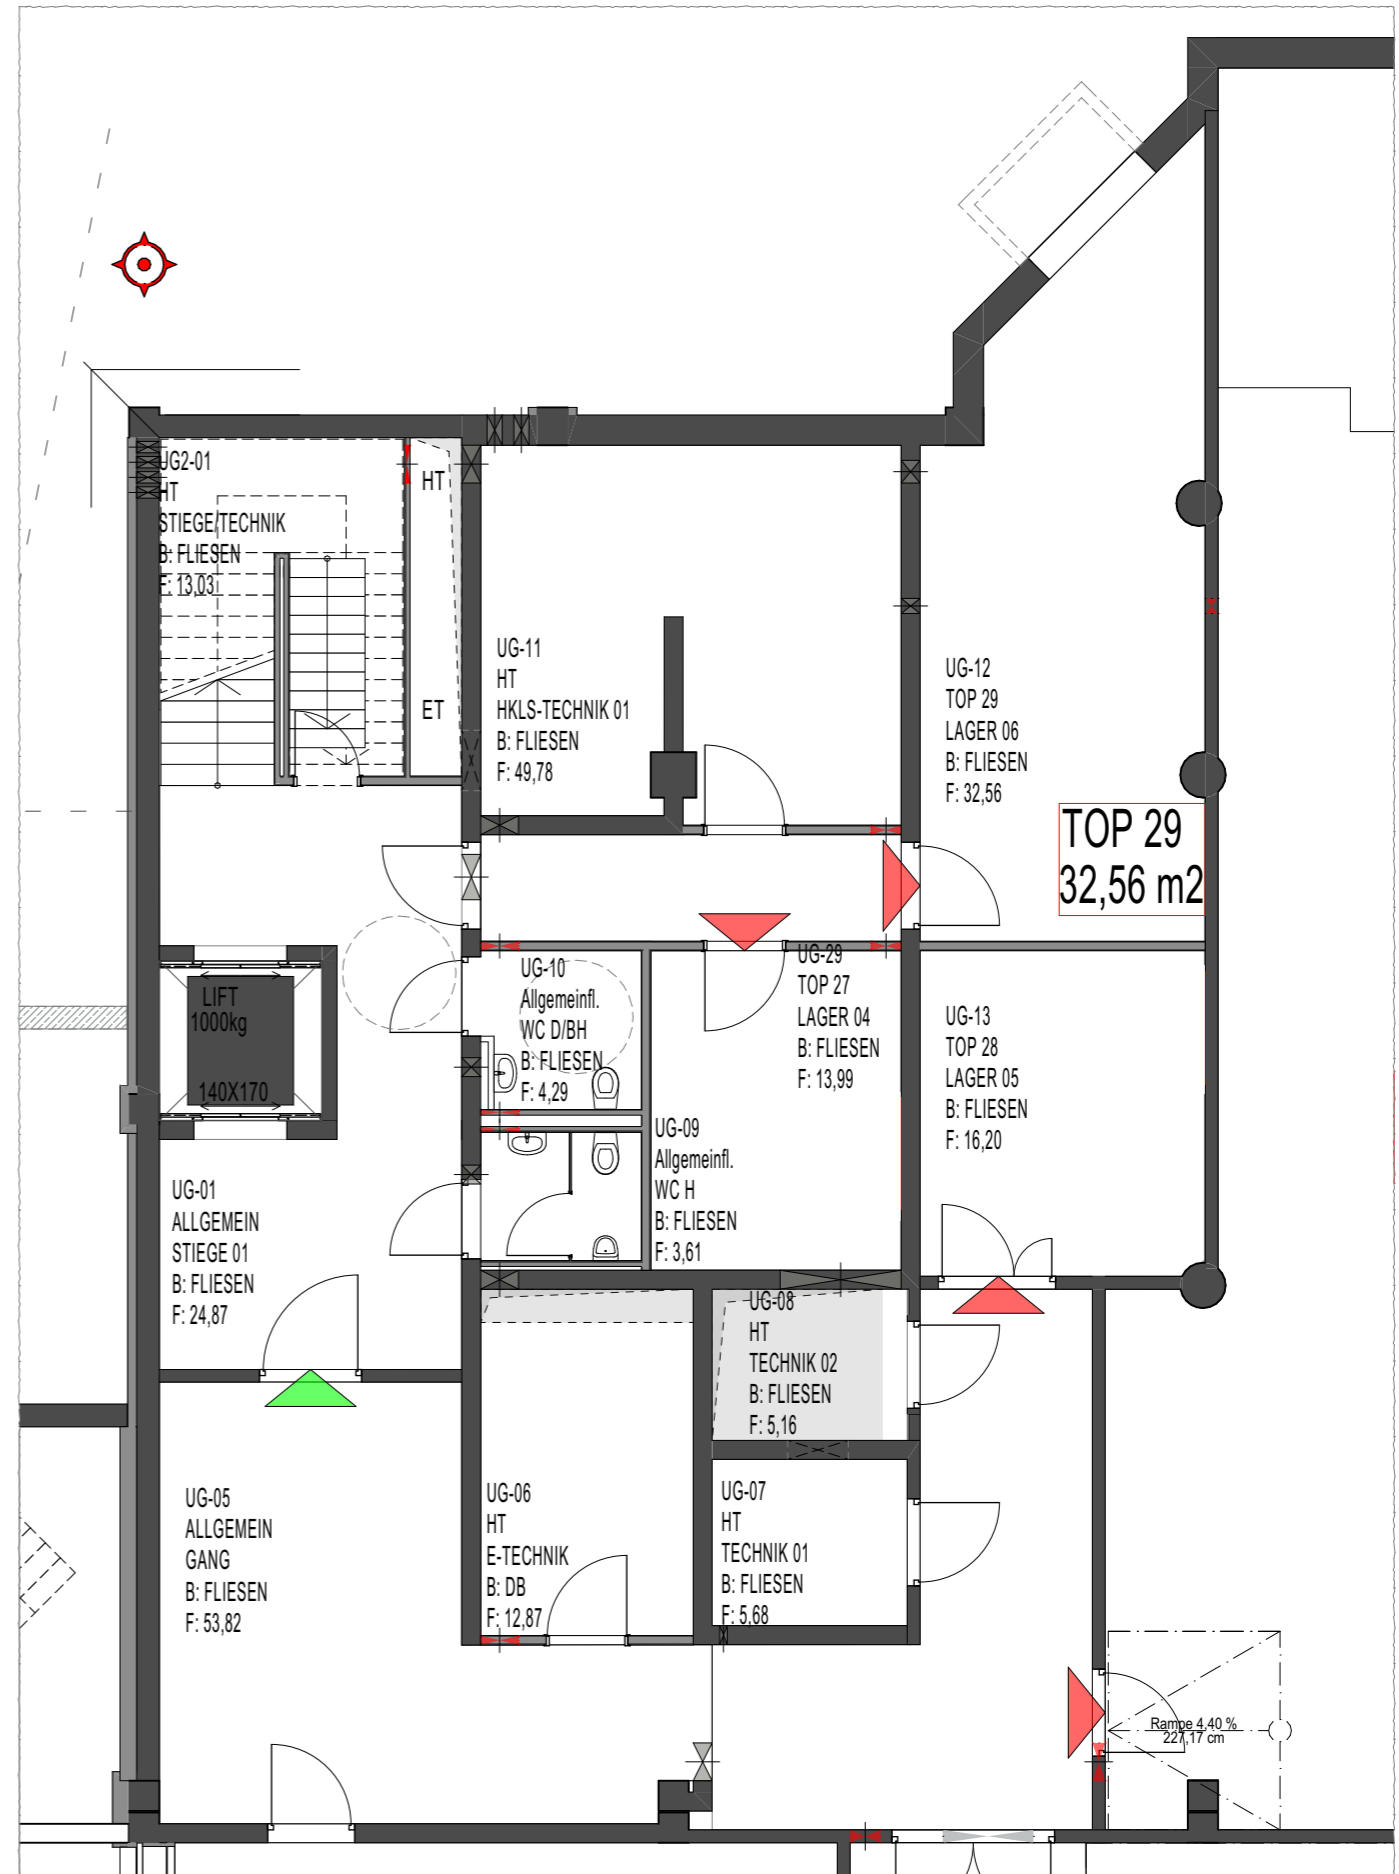 UG2-01
HT
STIEGE/TECHNIK
B: FLIESEN
F: 13,03
HT
ET
UG-11
HT
HKLS-TECHNIK 01
B: FLIESEN
F: 49,78
UG-12
TOP 29
LAGER 06
B: FLIESEN
F: 32,56
TOP 29
32,56 m2
LIFT
1000kg
140X170
UG-10
Allgemeinfl.
WC D/BH
B: FLIESEN
F: 4,29
UG-29
TOP 27
LAGER 04
B: FLIESEN
F: 13,99
UG-13
TOP 28
LAGER 05
B: FLIESEN
F: 16,20
UG-09
Allgemeinfl.
WC H
B: FLIESEN
F: 3,61
UG-01
ALLGEMEIN
STIEGE 01
B: FLIESEN
F: 24,87
UG-08
HT
TECHNIK 02
B: FLIESEN
F: 5,16
UG-05
ALLGEMEIN
GANG
B: FLIESEN
F: 53,82
UG-06
HT
E-TECHNIK
B: DB
F: 12,87
UG-07
HT
TECHNIK 01
B: FLIESEN
F: 5,68
Rampe 4,40 %
227,17 cm